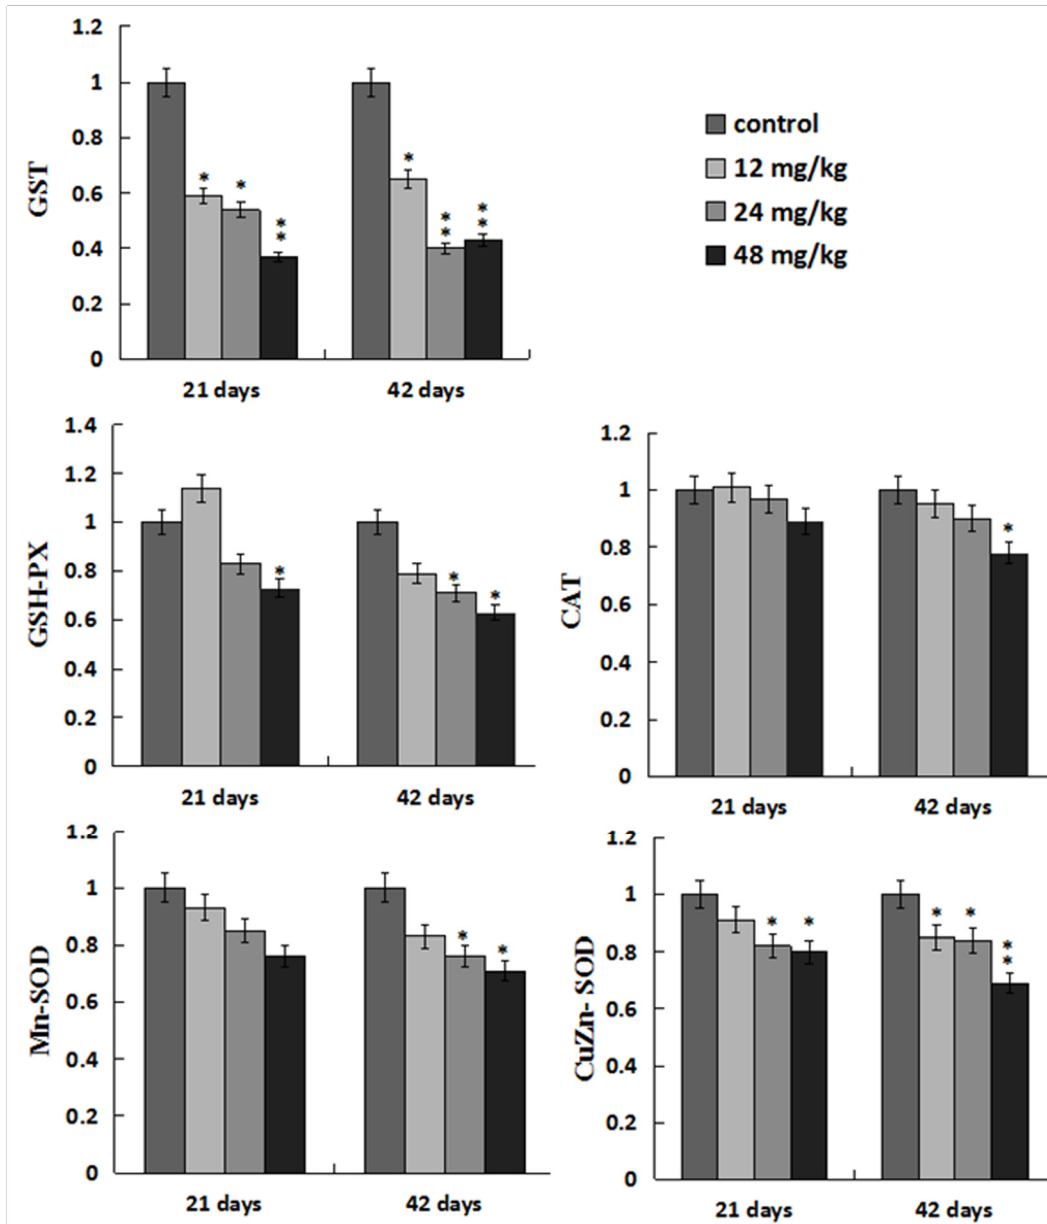 1.2
1
0.8
0.6
0.4
0.2
0
GST
* * **
* ** **
21 days 42 days
control
12 mg/kg
24 mg/kg
48 mg/kg
1.4
1.2
1
0.8
0.6
0.4
0.2
0
GSH-PX
*
* *
21 days 42 days
1.2
1
0.8
0.6
0.4
0.2
0
CAT
*
21 days 42 days
1.2
1
0.8
0.6
0.4
0.2
0
Mn-SOD
* *
21 days 42 days
1.2
1
0.8
0.6
0.4
0.2
0
CuZn- SOD
* *
* * **
21 days 42 days